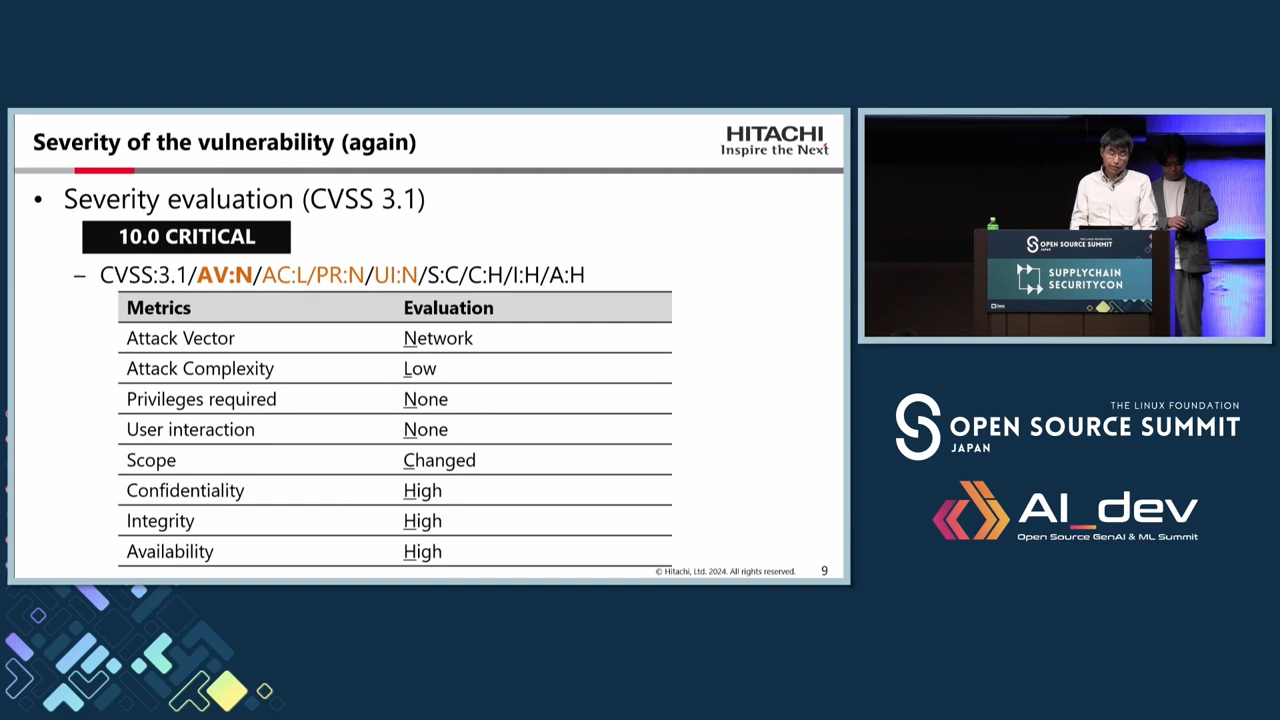 Severity of the vulnerability (again)
HITACHI
Inspire the Next
• Severity evaluation (CVSS 3.1)
10.0 CRITICAL
– CVSS:3.1/AV:N/AC:L/PR:N/UI:N/S:C/C:H/I:H/A:H
Metrics Evaluation
Attack Vector Network
Attack Complexity Low
Privileges required None
User interaction None
Scope Changed
Confidentiality High
Integrity High
Availability High
© Hitachi, Ltd. 2024. All rights reserved. 9
THE LINUX FOUNDATION
OPEN SOURCE SUMMIT
SUPPLYCHAIN
SECURITYCON
THE LINUX FOUNDATION
OPEN SOURCE SUMMIT
JAPAN
AI_dev
Open Source GenAI & ML Summit